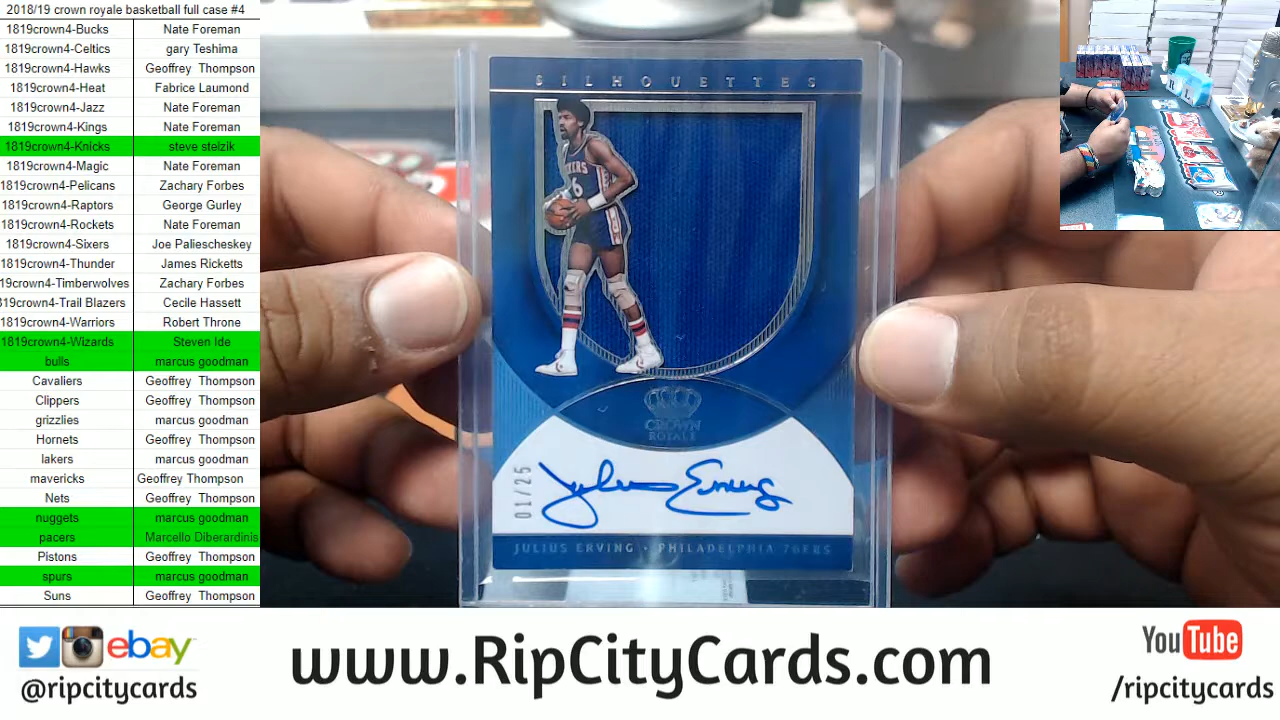 2018/19 crown royale basketball full case #4
1819crown4-Bucks Nate Foreman
1819crown4-Celtics gary Teshima
1819crown4-Hawks Geoffrey Thompson
1819crown4-Heat Fabrice Laumond
1819crown4-Jazz Nate Foreman
1819crown4-Kings Nate Foreman
1819crown4-Knicks steve stelzik
1819crown4-Magic Nate Foreman
1819crown4-Pelicans Zachary Forbes
1819crown4-Raptors George Gurley
1819crown4-Rockets Nate Foreman
1819crown4-Sixers Joe Paliescheskey
1819crown4-Thunder James Ricketts
19crown4-Timberwolves Zachary Forbes
819crown4-Trail Blazers Cecile Hassett
1819crown4-Warriors Robert Throne
1819crown4-Wizards Steven Ide
bulls marcus goodman
Cavaliers Geoffrey Thompson
Clippers Geoffrey Thompson
grizzlies marcus goodman
Hornets Geoffrey Thompson
lakers marcus goodman
mavericks Geoffrey Thompson
Nets Geoffrey Thompson
nuggets marcus goodman
pacers Marcello Diberardinis
Pistons Geoffrey Thompson
spurs marcus goodman
Suns Geoffrey Thompson
SILHOUETTES
6
CROWN
ROYALE
01/25
Julius Erving
JULIUS ERVING • PHILADELPHIA 76ERS
ebay
@ripcitycards
www.RipCityCards.com
YouTube
/ripcitycards